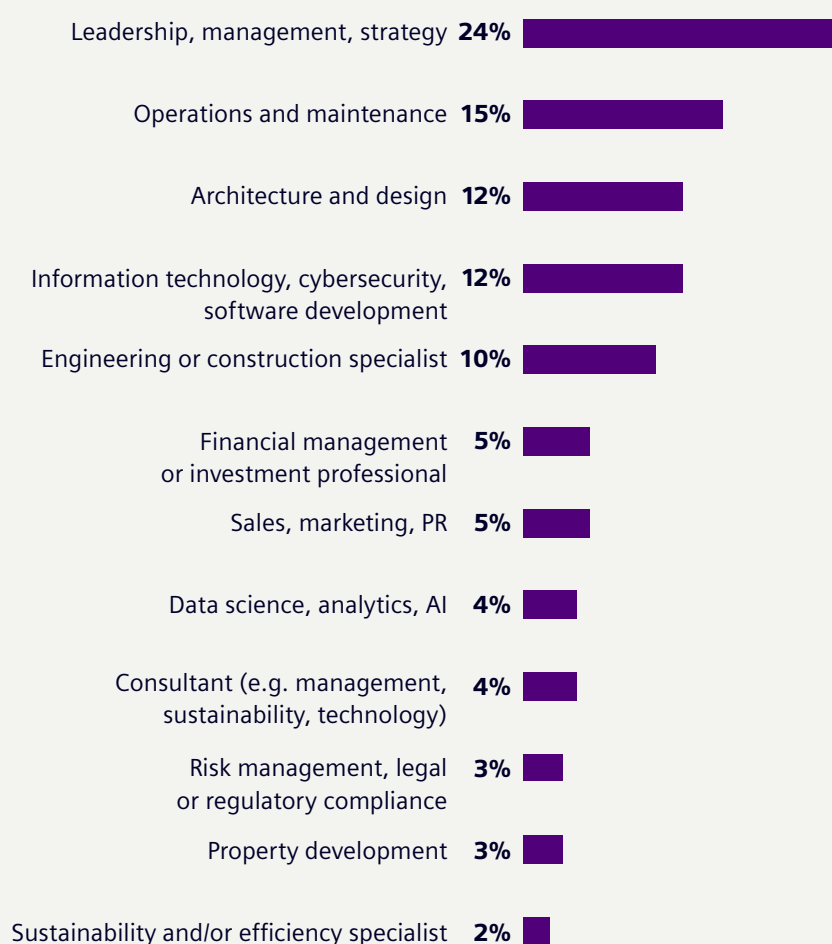 Leadership, management, strategy 24%
Operations and maintenance 15%
Architecture and design 12%
Information technology, cybersecurity, 12%
software development
Engineering or construction specialist 10%
Financial management 5%
or investment professional
Sales, marketing, PR 5%
Data science, analytics, AI 4%
Consultant (e.g. management, 4%
sustainability, technology)
Risk management, legal 3%
or regulatory compliance
Property development 3%
Sustainability and/or efficiency specialist 2%